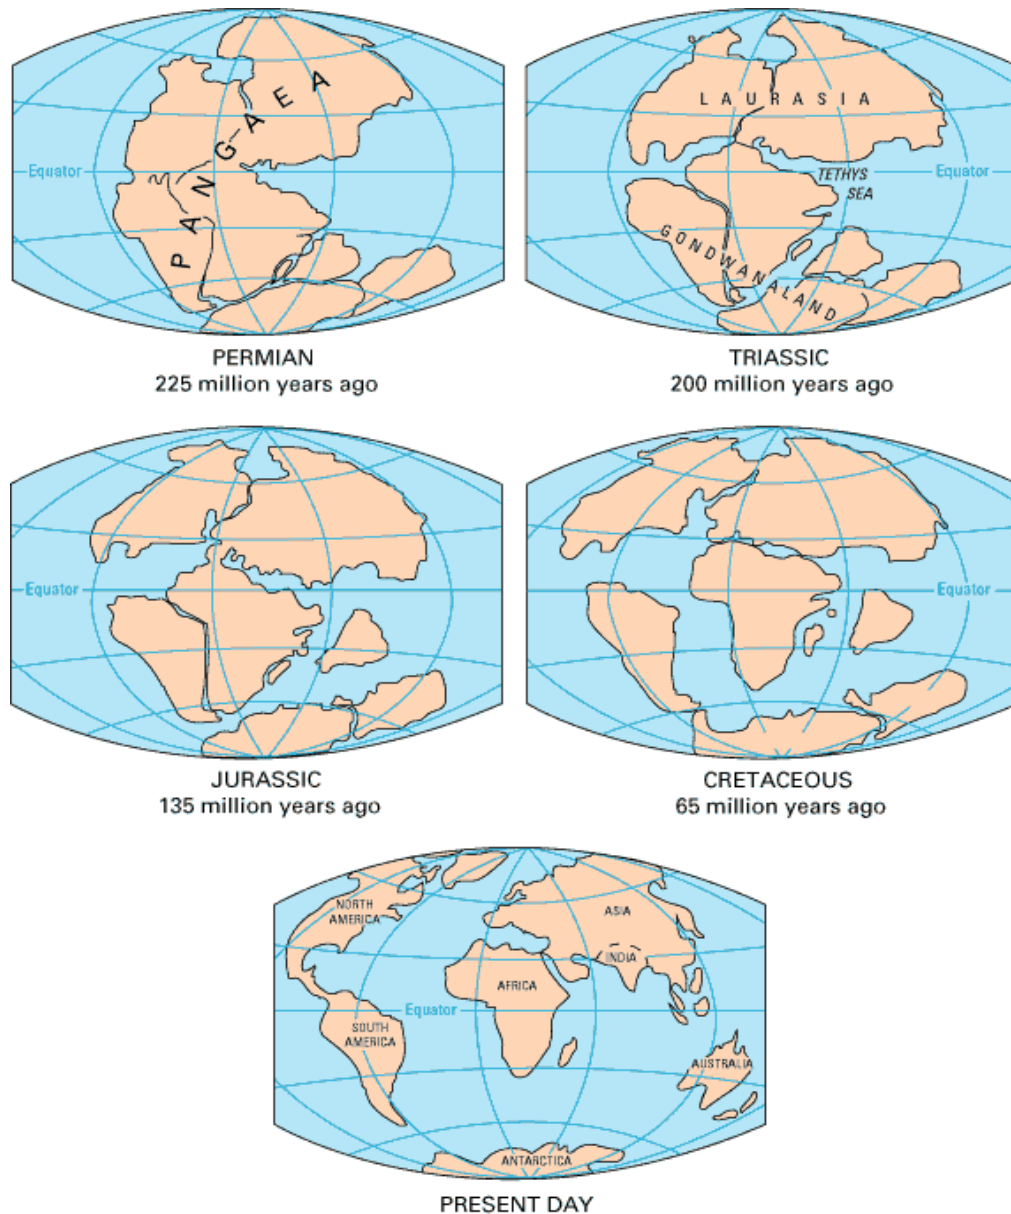 PANGAEA
Equator
PERMIAN
225 million years ago
LAURASIA
TETHYS
SEA
Equator
GONDWANALAND
TRIASSIC
200 million years ago
Equator
JURASSIC
135 million years ago
Equator
CRETACEOUS
65 million years ago
NORTH
AMERICA
ASIA
INDIA
AFRICA
Equator
SOUTH
AMERICA
AUSTRALIA
ANTARCTICA
PRESENT DAY